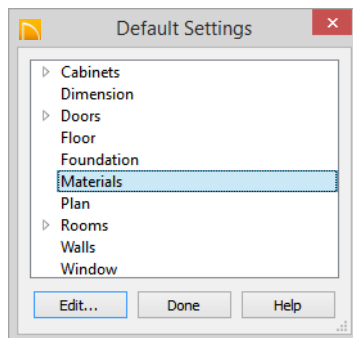 Default Settings
Cabinets
Dimension
Doors
Floor
Foundation
Materials
Plan
Rooms
Walls
Window
Edit... Done Help